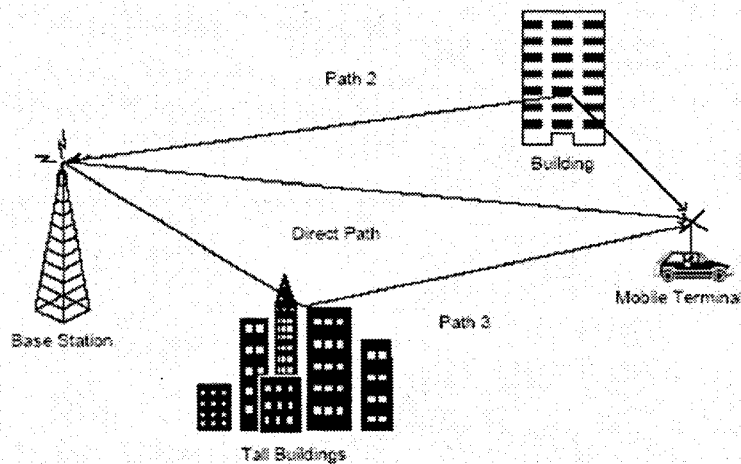 Path 2
Building
Direct Path
Mobile Terminal
Path 3
Base Station
Tall Buildings